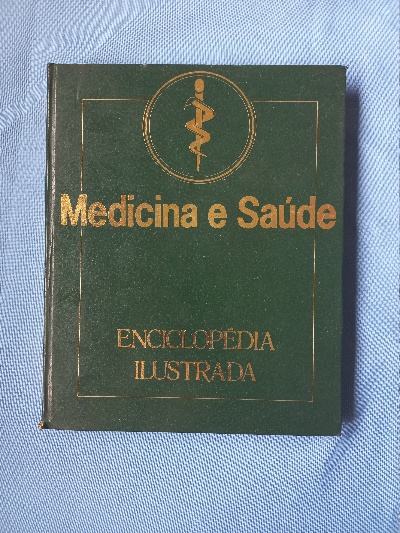 Medicina e Saúde
ENCICLOPÉDIA
ILUSTRADA